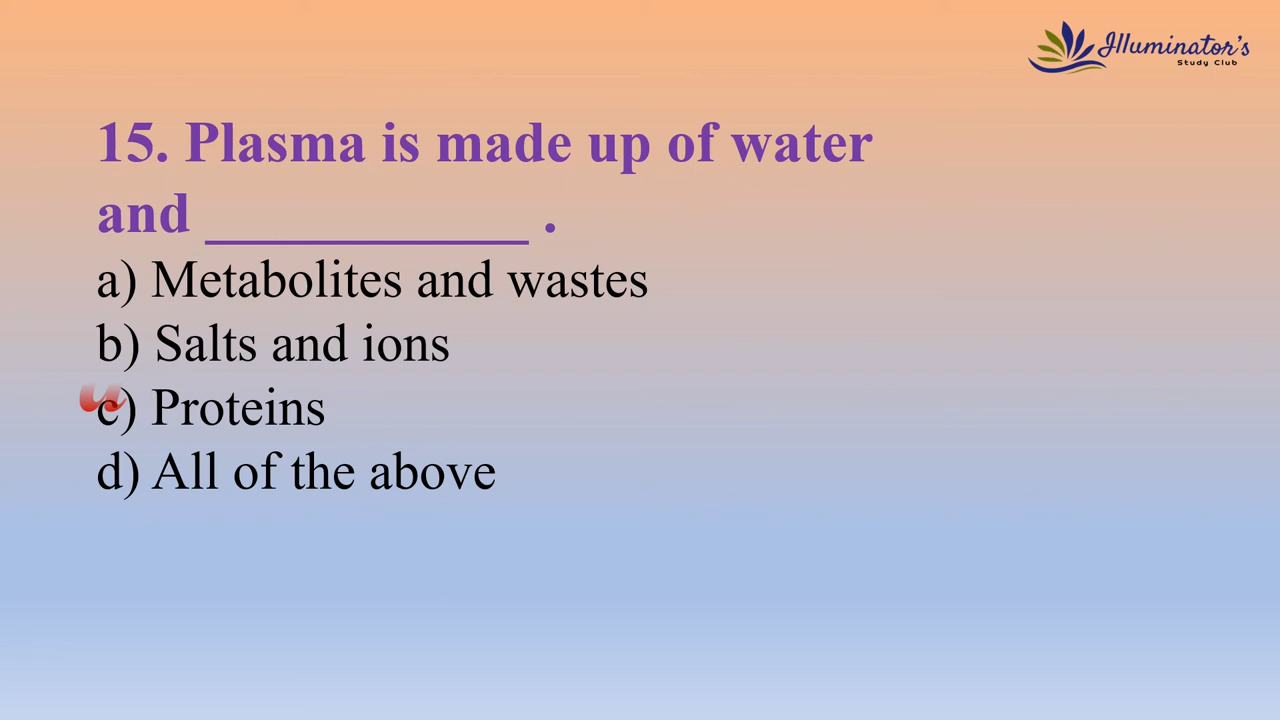 Illuminator's
Study Club
15. Plasma is made up of water
and ___________ .
a) Metabolites and wastes
b) Salts and ions
c) Proteins
d) All of the above